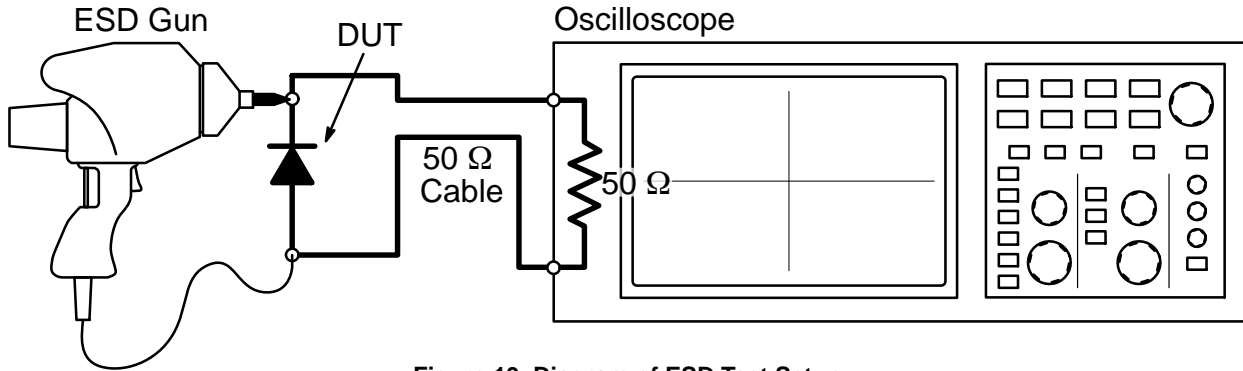 ESD Gun
Oscilloscope
DUT
50 Ω
Cable
50 Ω